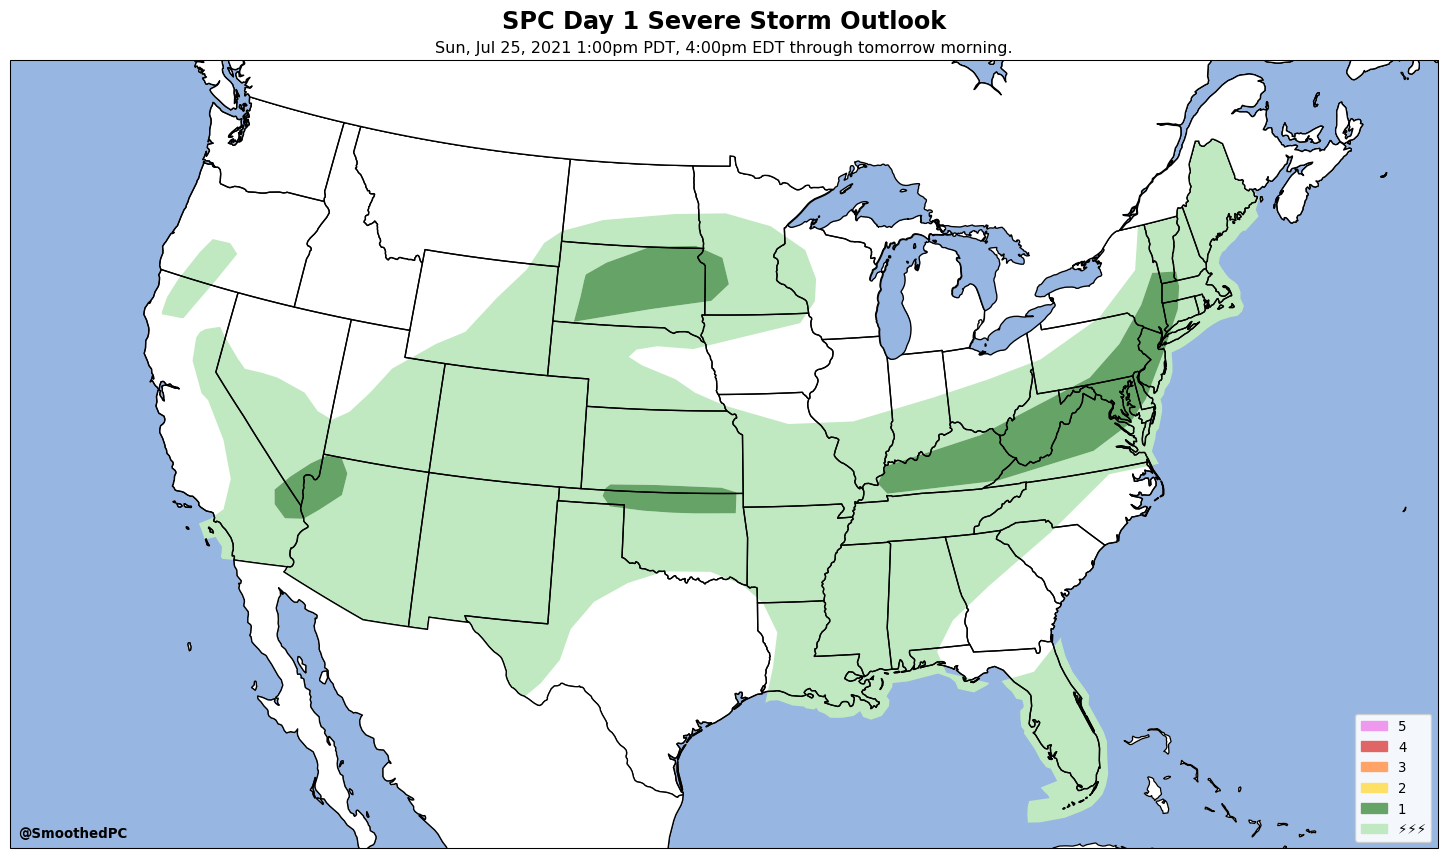 SPC Day 1 Severe Storm Outlook
Sun, Jul 25, 2021 1:00pm PDT, 4:00pm EDT through tomorrow morning.
5
4
3
2
1
⚡⚡⚡
@SmoothedPC